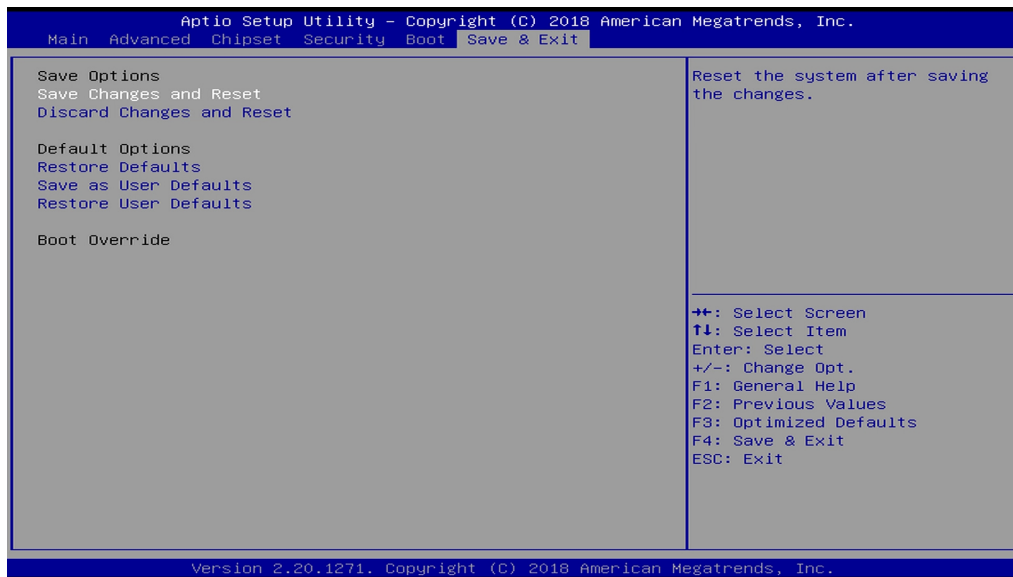 Aptio Setup Utility – Copyright (C) 2018 American Megatrends, Inc.
Main Advanced Chipset Security Boot Save & Exit
Save Options
Save Changes and Reset
Discard Changes and Reset
Default Options
Restore Defaults
Save as User Defaults
Restore User Defaults
Boot Override
Reset the system after saving
the changes.
→←: Select Screen
↑↓: Select Item
Enter: Select
+/-: Change Opt.
F1: General Help
F2: Previous Values
F3: Optimized Defaults
F4: Save & Exit
ESC: Exit
Version 2.20.1271. Copyright (C) 2018 American Megatrends, Inc.